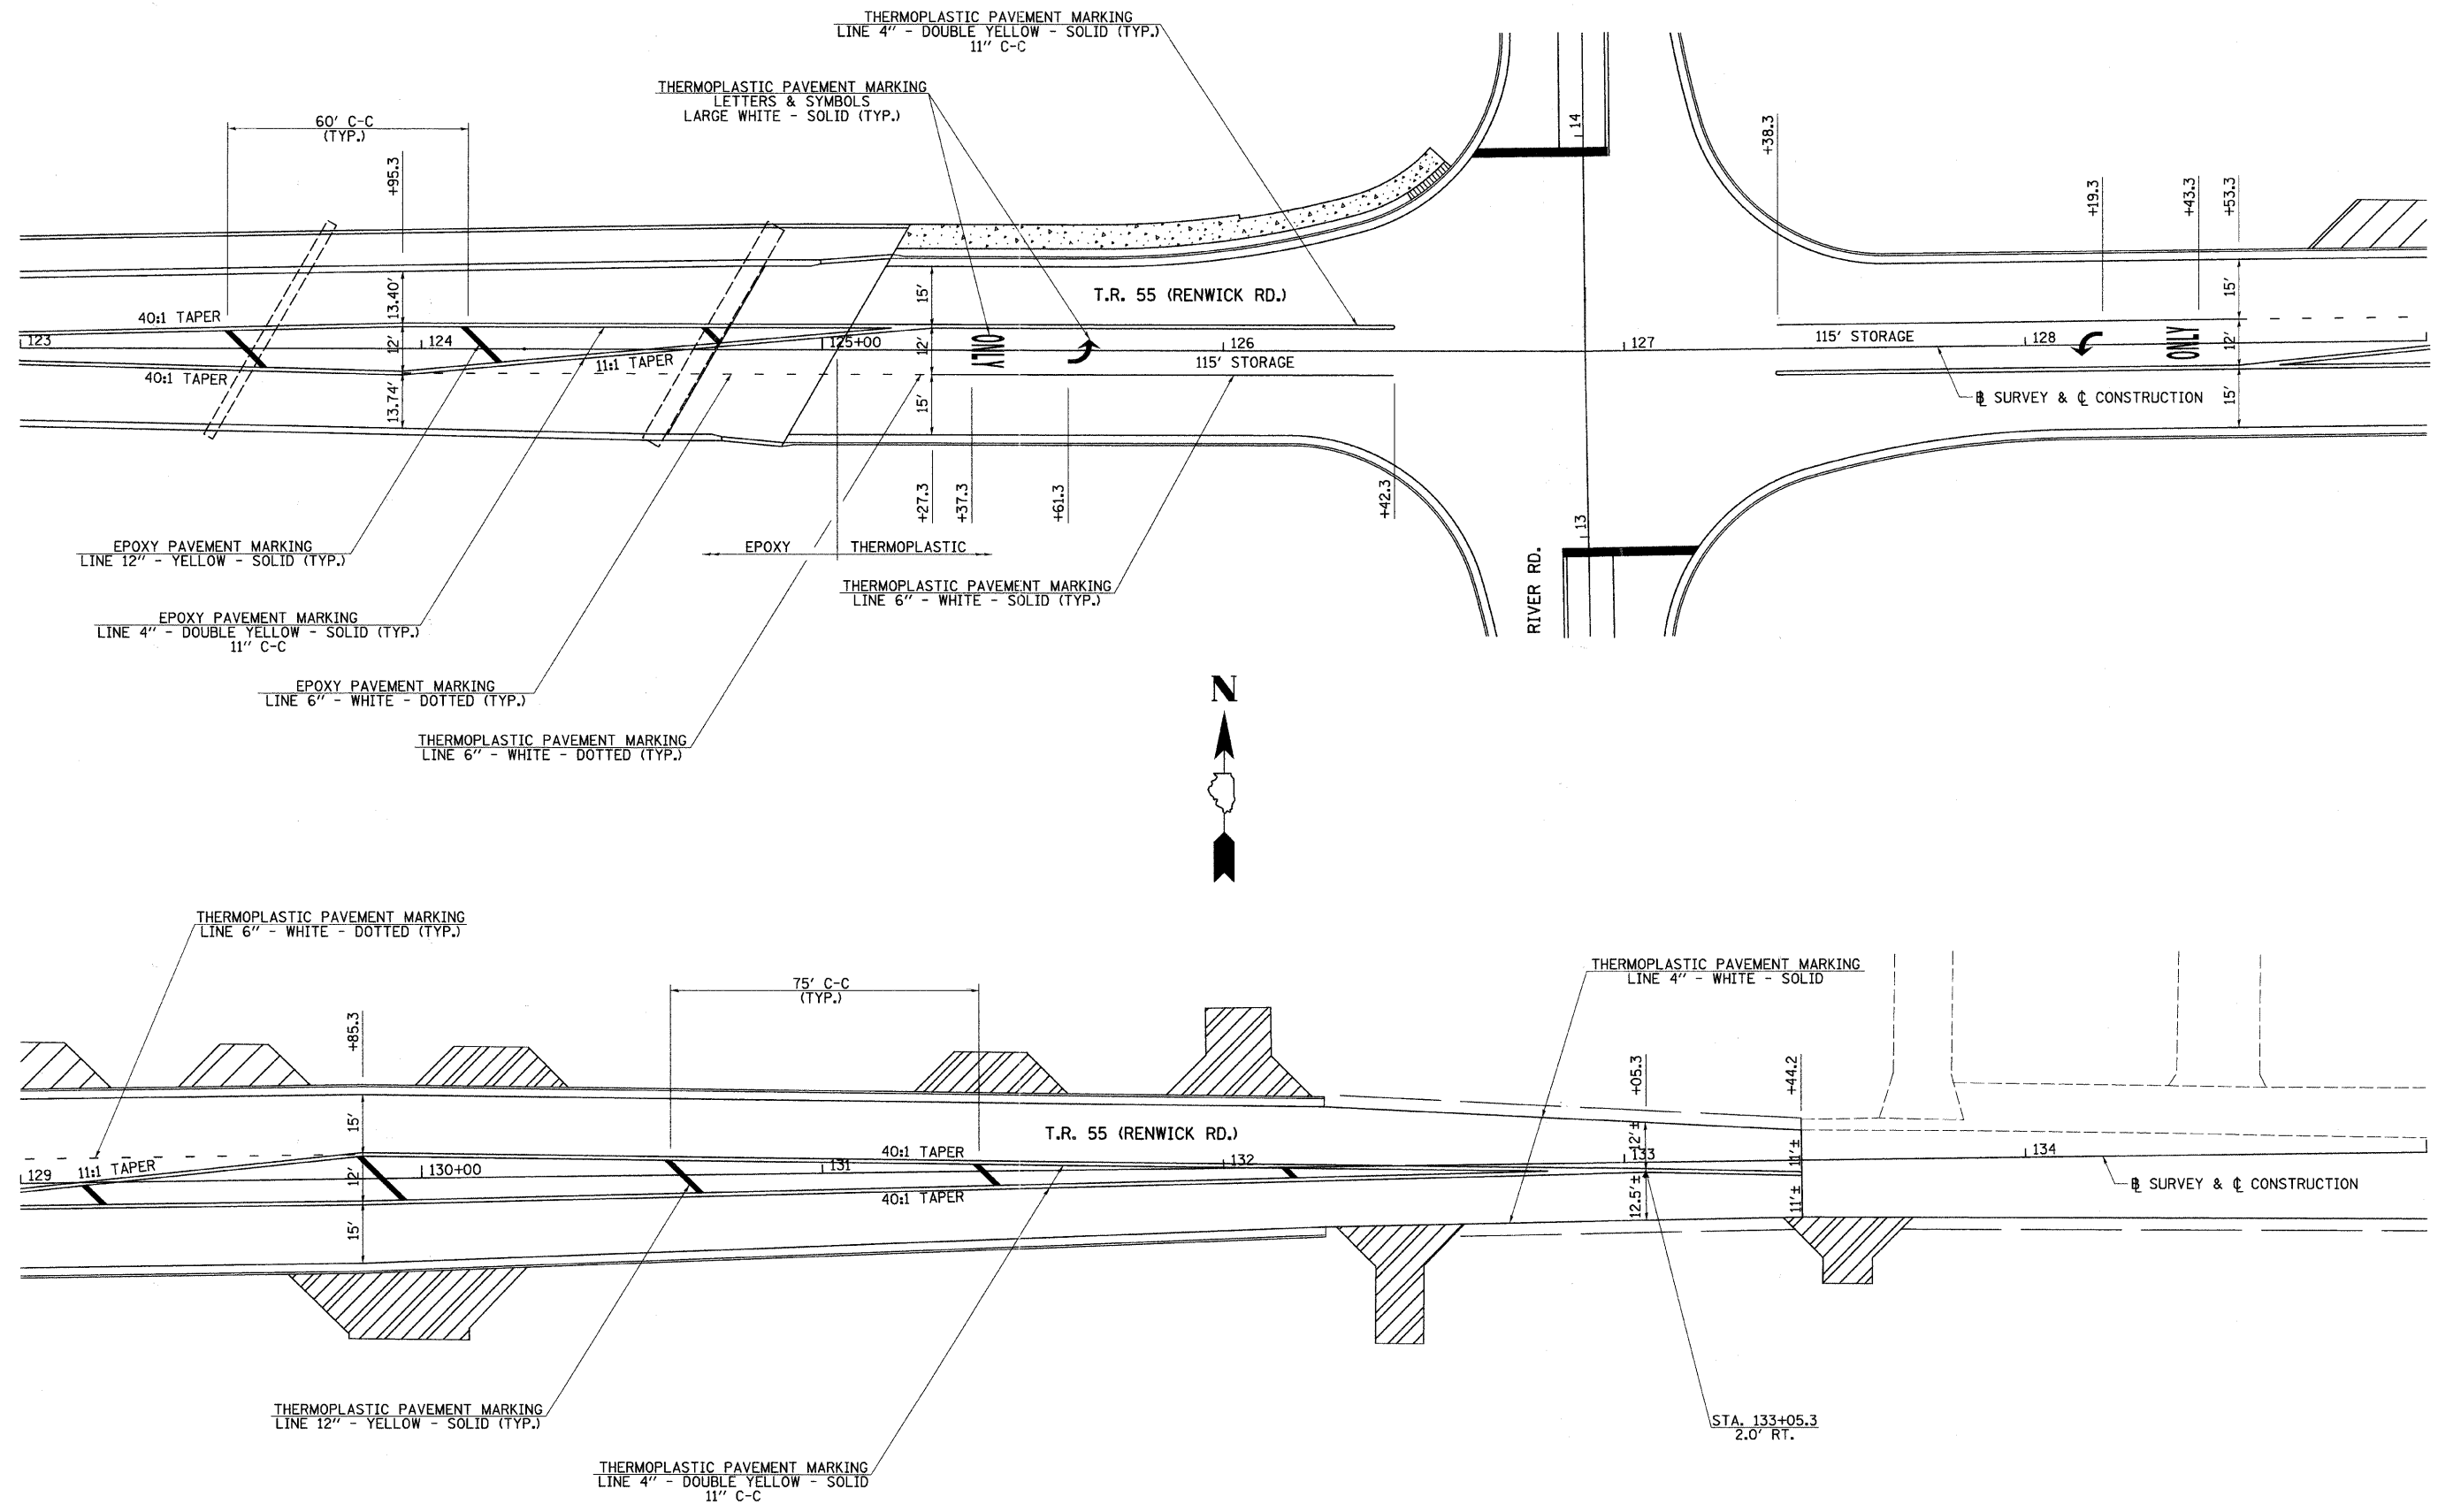 THERMOPLASTIC PAVEMENT MARKING
LINE 4" - DOUBLE YELLOW - SOLID (TYP.)
11" C-C
THERMOPLASTIC PAVEMENT MARKING
LETTERS & SYMBOLS
LARGE WHITE - SOLID (TYP.)
60' C-C
(TYP.)
+95.3
14
+38.3
+19.3
+43.3
+53.3
40:1 TAPER
13.40'
15'
T.R. 55 (RENWICK RD.)
15'
123
124
12'
125+00
12'
ONLY
126
127
115' STORAGE
128
ONLY
12'
40:1 TAPER
11:1 TAPER
115' STORAGE
13.74'
15'
℄ SURVEY & ℄ CONSTRUCTION
15'
+27.3
+37.3
+61.3
+42.3
13
EPOXY PAVEMENT MARKING
LINE 12" - YELLOW - SOLID (TYP.)
EPOXY
THERMOPLASTIC
RIVER RD.
THERMOPLASTIC PAVEMENT MARKING
LINE 6" - WHITE - SOLID (TYP.)
EPOXY PAVEMENT MARKING
LINE 4" - DOUBLE YELLOW - SOLID (TYP.)
11" C-C
EPOXY PAVEMENT MARKING
LINE 6" - WHITE - DOTTED (TYP.)
N
THERMOPLASTIC PAVEMENT MARKING
LINE 6" - WHITE - DOTTED (TYP.)
THERMOPLASTIC PAVEMENT MARKING
LINE 6" - WHITE - DOTTED (TYP.)
THERMOPLASTIC PAVEMENT MARKING
LINE 4" - WHITE - SOLID
75' C-C
(TYP.)
+85.3
+05.3
+44.2
15'
T.R. 55 (RENWICK RD.)
12'±
11'±
129
11:1 TAPER
12'
130+00
131
40:1 TAPER
132
133
134
40:1 TAPER
12.5'±
11'±
℄ SURVEY & ℄ CONSTRUCTION
15'
THERMOPLASTIC PAVEMENT MARKING
LINE 12" - YELLOW - SOLID (TYP.)
STA. 133+05.3
2.0' RT.
THERMOPLASTIC PAVEMENT MARKING
LINE 4" - DOUBLE YELLOW - SOLID
11" C-C